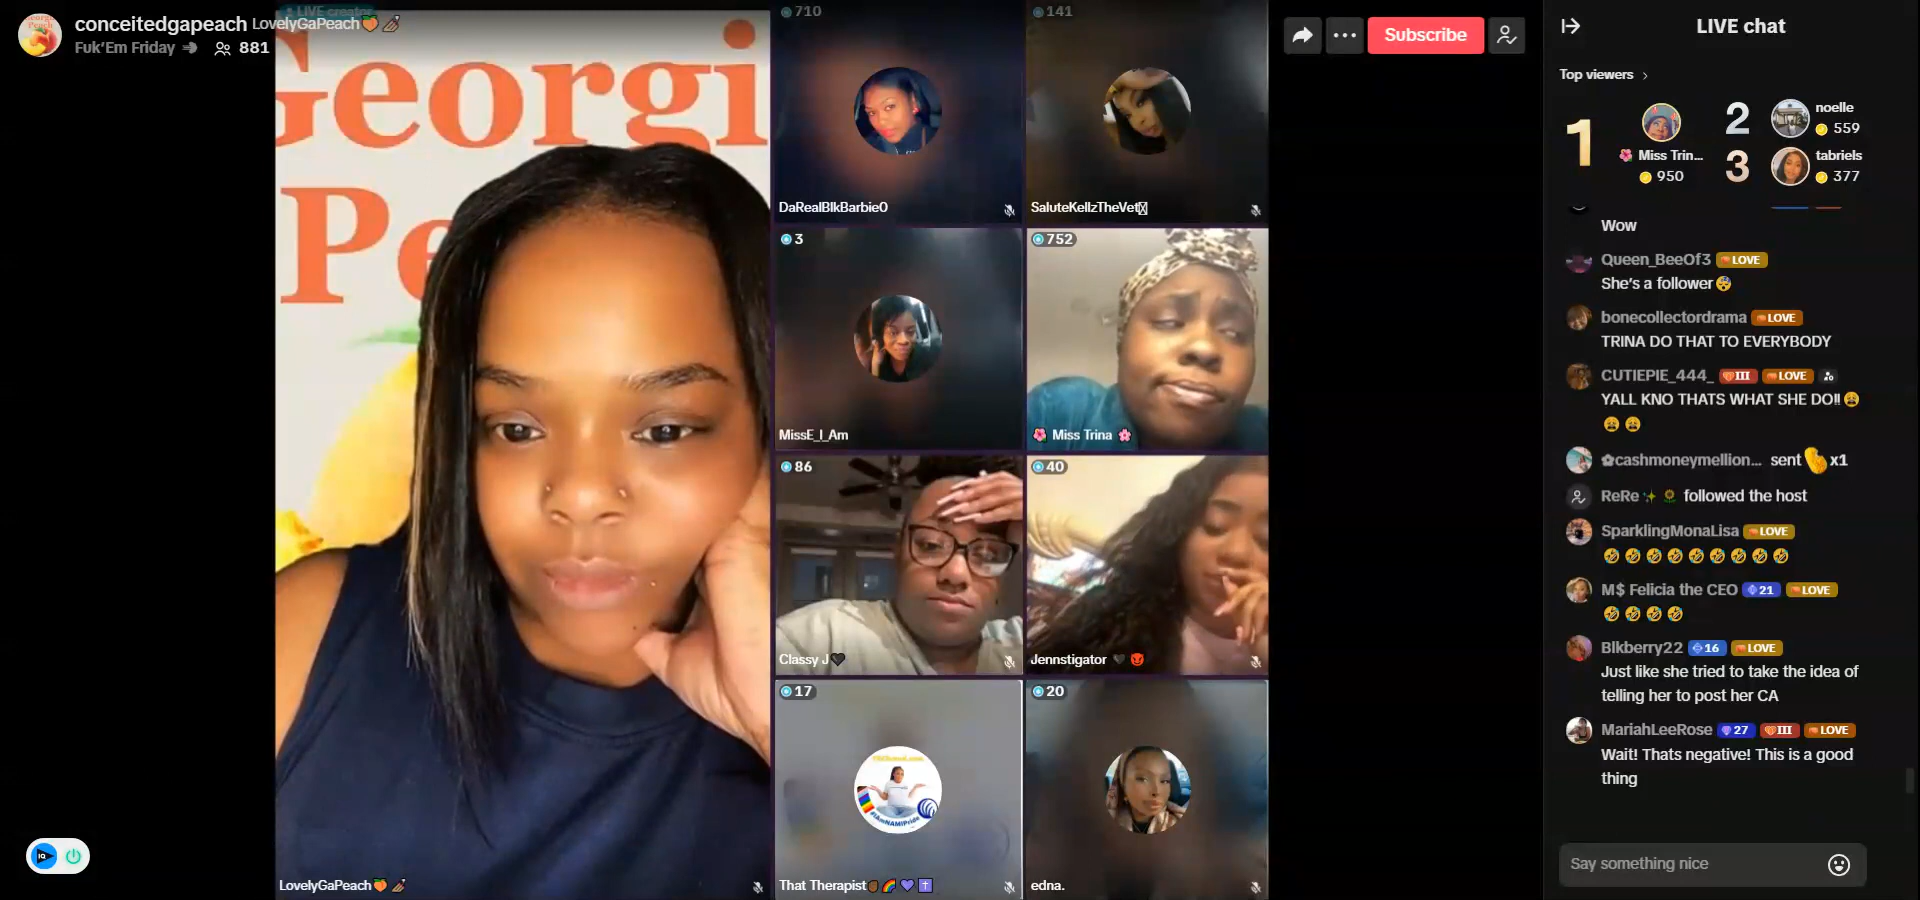 conceitedgapeach LovelyGaPeach🍑💅🏾
Fuk'Em Friday 881
LIVE creator
Georgi
Pe
LovelyGaPeach🍑💅🏾
710
DaRealBlkBarbie0
141
SaluteKellzTheVet
3
MissE_I_Am
752
🌺 Miss Trina 🌸
86
Classy J🖤
40
Jennstigator 🖤 😈
17
That Therapist 🌈 💜 ✝️
20
edna.
Subscribe
LIVE chat
Top viewers
1
🌺 Miss Trin...
950
2
noelle
559
3
tabriels
377
Wow
Queen_BeeOf3 LOVE
She's a follower😴
bonecollectordrama LOVE
TRINA DO THAT TO EVERYBODY
CUTIEPIE_444_ III LOVE
YALL KNO THATS WHAT SHE DO!!😩
😩 😩
✿cashmoneymellion... sent x1
ReRe✨ 🌻 followed the host
SparklingMonaLisa LOVE
🤣 🤣 🤣 🤣 🤣 🤣 🤣 🤣 🤣
M$ Felicia the CEO 21 LOVE
🤣 🤣 🤣 🤣
Blkberry22 16 LOVE
Just like she tried to take the idea of
telling her to post her CA
MariahLeeRose 27 III LOVE
Wait! Thats negative! This is a good
thing
Say something nice